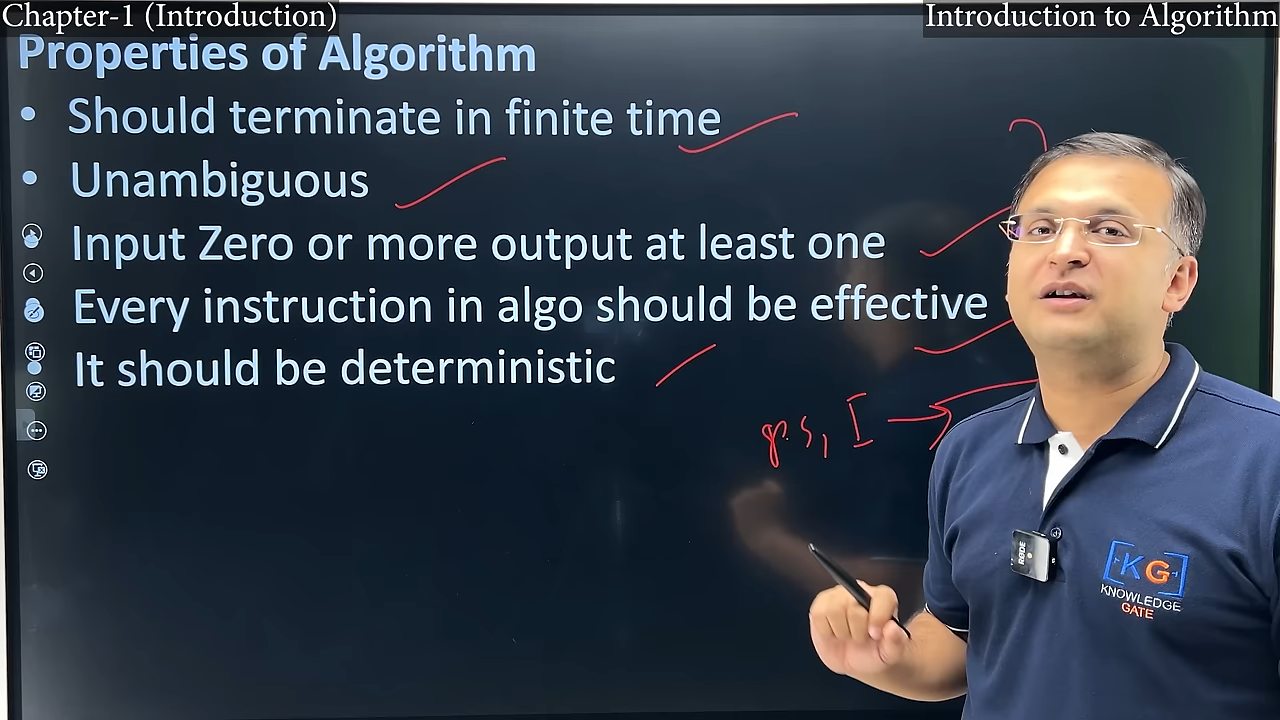 Chapter-1 (Introduction)
Introduction to Algorithm
Properties of Algorithm
• Should terminate in finite time
• Unambiguous
• Input Zero or more output at least one
• Every instruction in algo should be effective
• It should be deterministic
I →
RØDE
KG
KNOWLEDGE
GATE